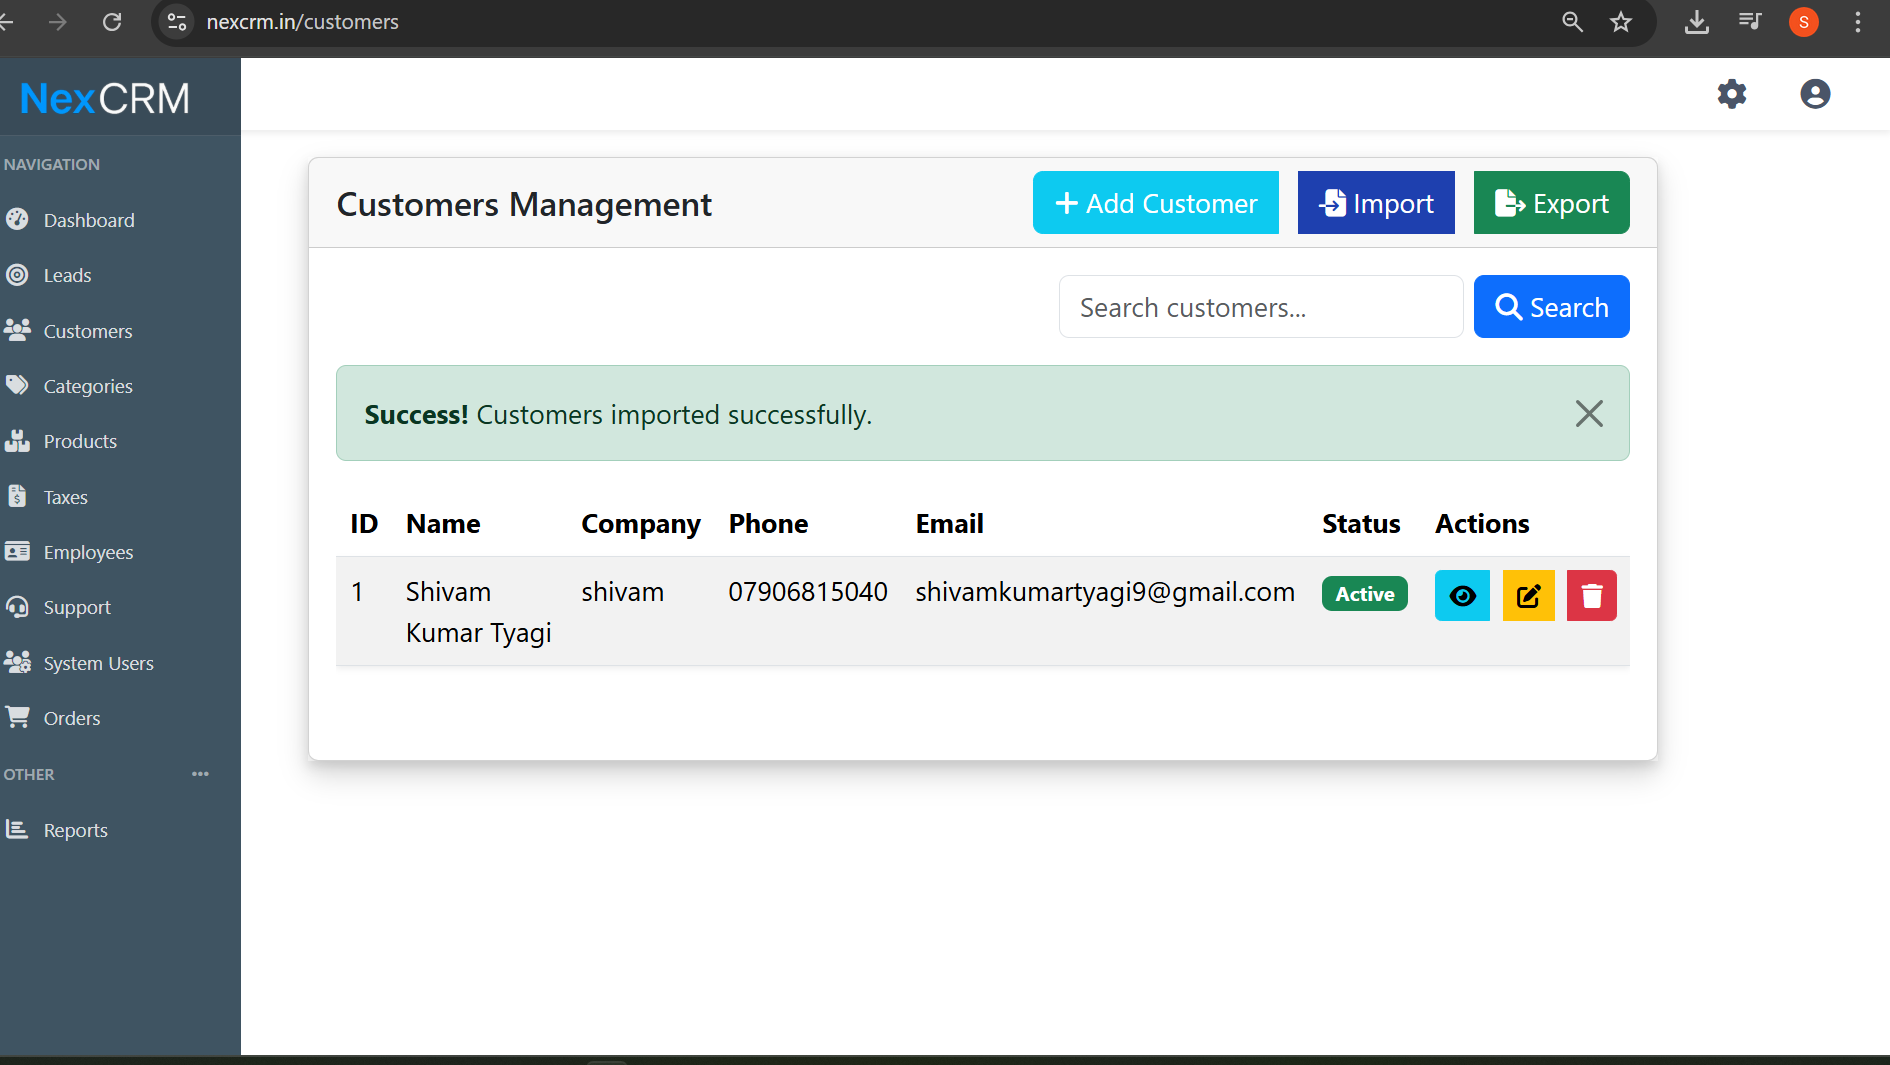 nexcrm.in/customers
S
NexCRM
NAVIGATION
Dashboard
Leads
Customers
Categories
Products
Taxes
Employees
Support
System Users
Orders
OTHER
Reports
Customers Management
Add Customer
Import
Export
Search customers...
Search
Success! Customers imported successfully.
ID Name Company Phone Email Status Actions
1 Shivam shivam 07906815040 shivamkumartyagi9@gmail.com Active
Kumar Tyagi